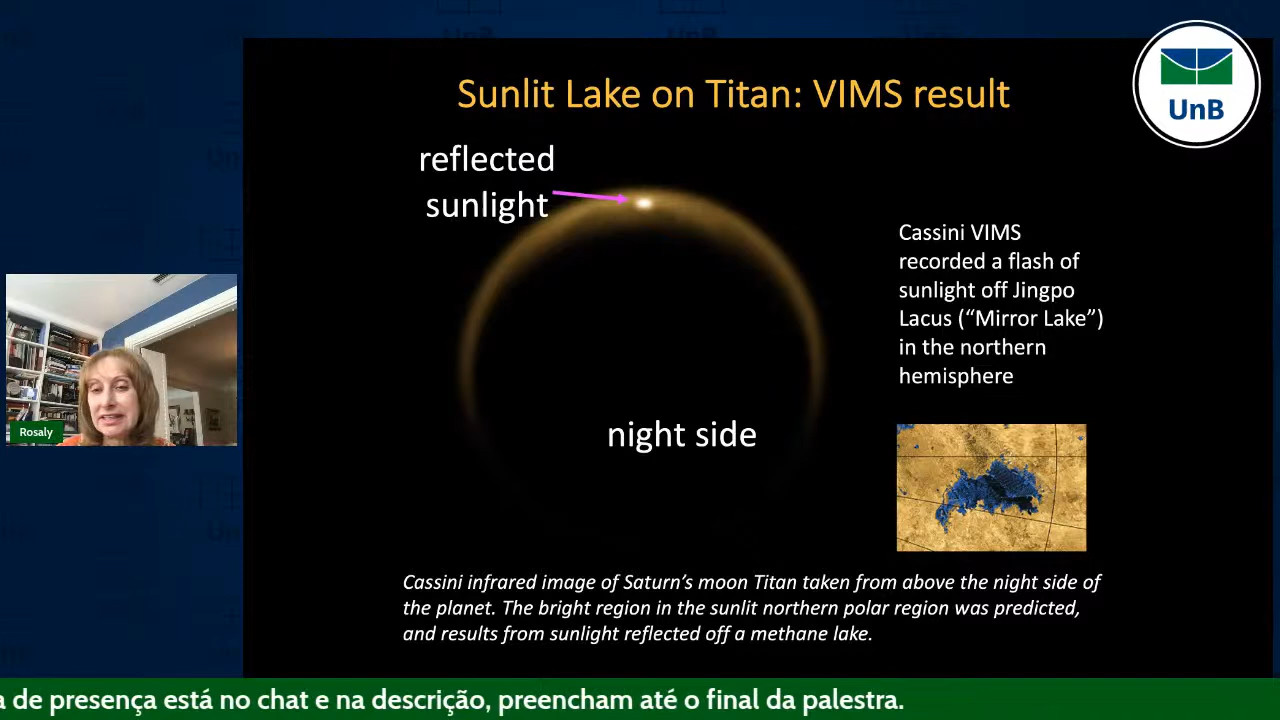 Sunlit Lake on Titan: VIMS result
UnB
reflected
sunlight
Cassini VIMS
recorded a flash of
sunlight off Jingpo
Lacus (“Mirror Lake”)
in the northern
hemisphere
Rosaly
night side
Cassini infrared image of Saturn’s moon Titan taken from above the night side of
the planet. The bright region in the sunlit northern polar region was predicted,
and results from sunlight reflected off a methane lake.
a de presença está no chat e na descrição, preencham até o final da palestra.